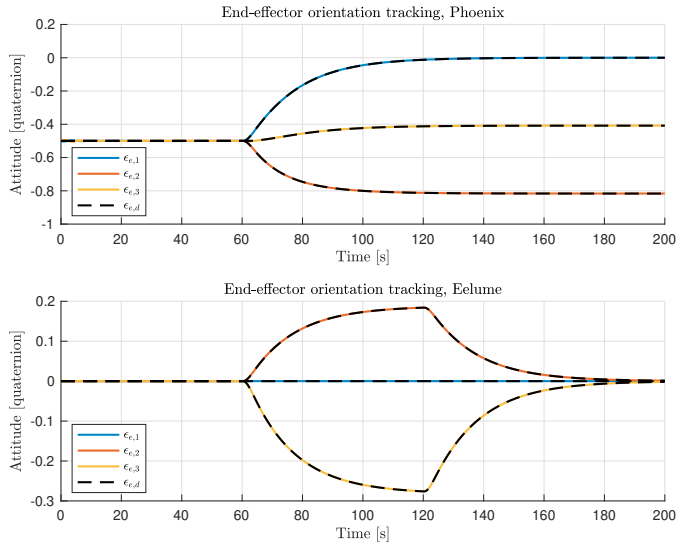 End-effector orientation tracking, Phoenix
0.2
0
-0.2
-0.4
-0.6
-0.8
-1
Attitude [quaternion]
ϵe,1
ϵe,2
ϵe,3
ϵe,d
0 20 40 60 80 100 120 140 160 180 200
Time [s]
End-effector orientation tracking, Eelume
0.2
0.1
0
-0.1
-0.2
-0.3
Attitude [quaternion]
ϵe,1
ϵe,2
ϵe,3
ϵe,d
0 20 40 60 80 100 120 140 160 180 200
Time [s]